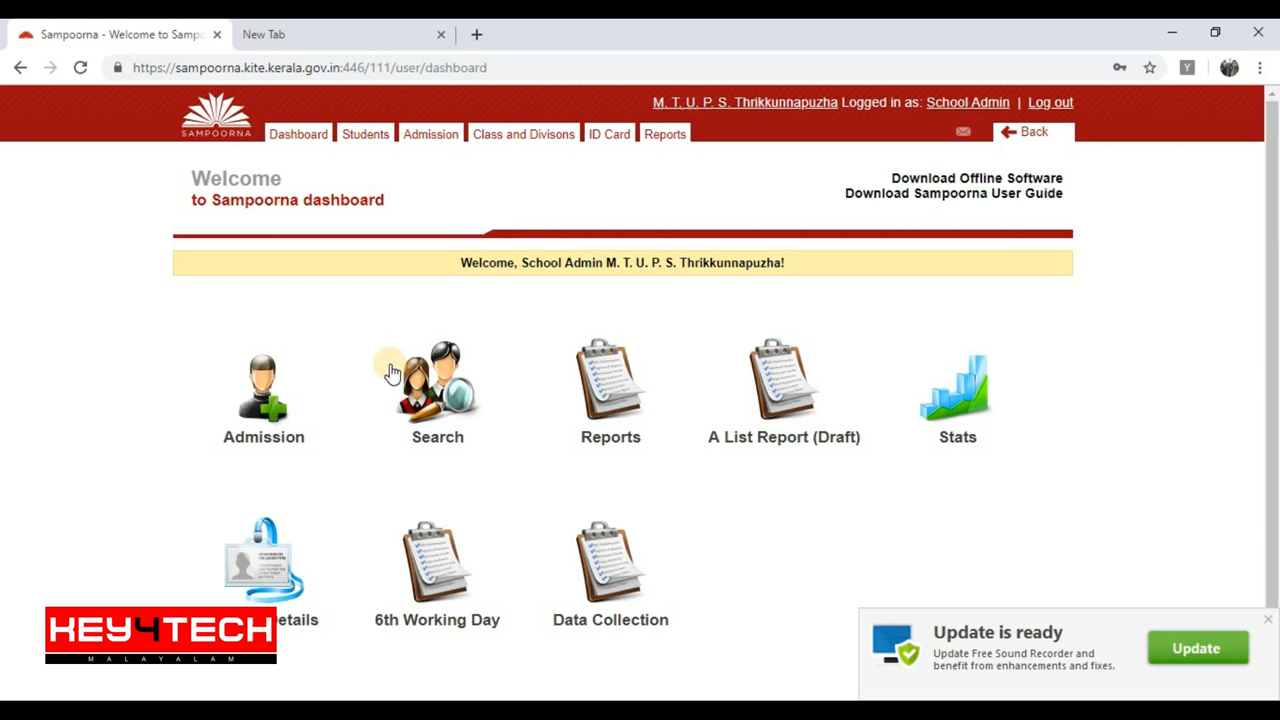 Sampoorna - Welcome to Sampo
New Tab
https://sampoorna.kite.kerala.gov.in:446/111/user/dashboard
Y
M. T. U. P. S. Thrikkunnapuzha Logged in as: School Admin | Log out
SAMPOORNA
Dashboard Students Admission Class and Divisons ID Card Reports
Back
Welcome
to Sampoorna dashboard
Download Offline Software
Download Sampoorna User Guide
Welcome, School Admin M. T. U. P. S. Thrikkunnapuzha!
Admission Search Reports A List Report (Draft) Stats
etails 6th Working Day Data Collection
KEY4TECH
MALAYALAM
Update is ready
Update Free Sound Recorder and
benefit from enhancements and fixes.
Update